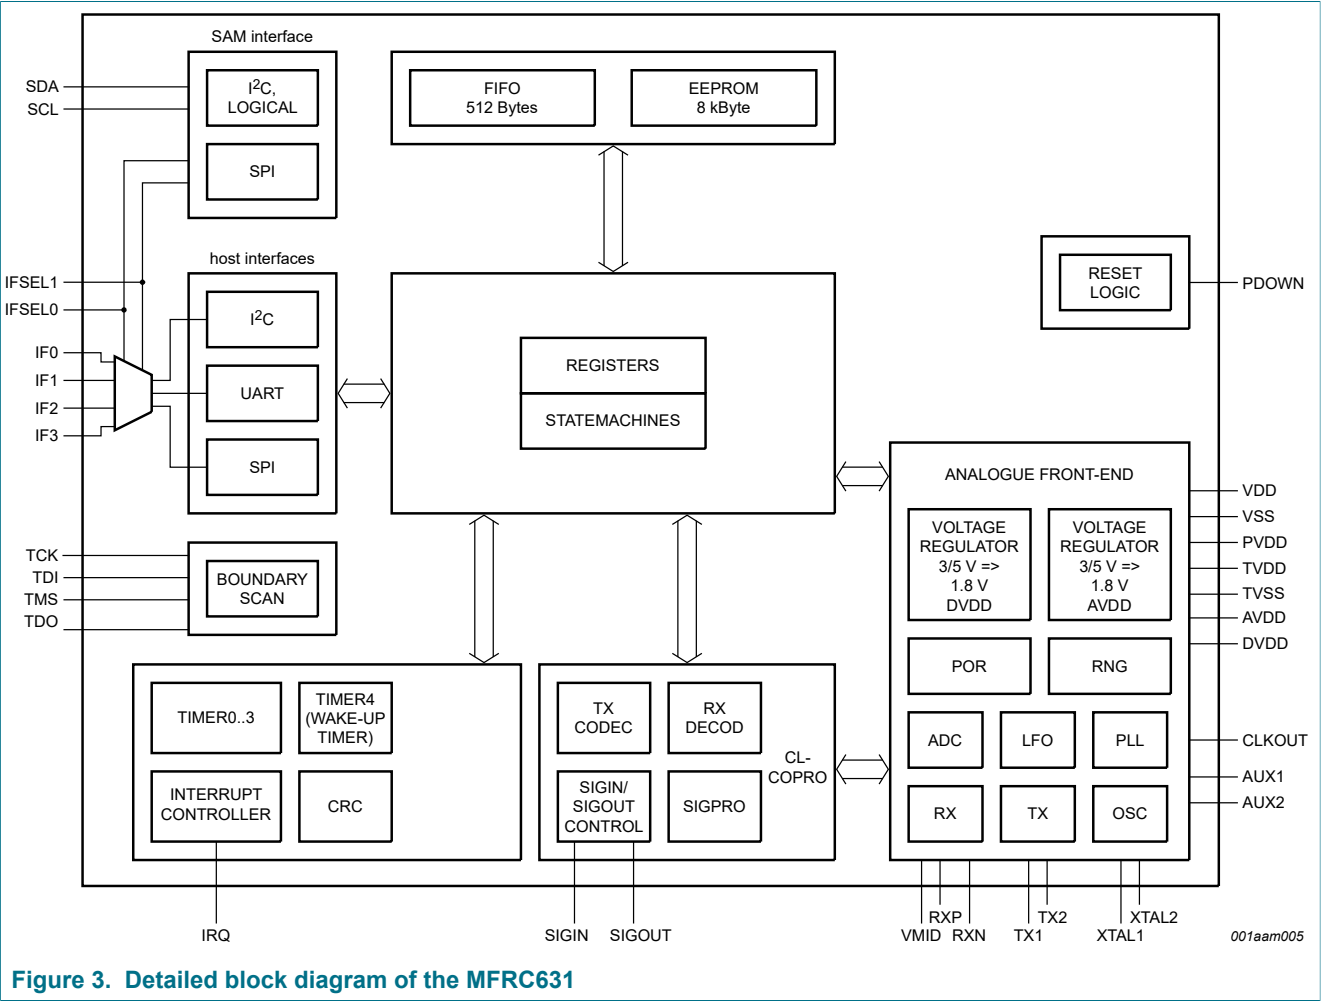 SAM interface
SDA
SCL
I2C,
LOGICAL
SPI
FIFO
512 Bytes
EEPROM
8 kByte
host interfaces
IFSEL1
IFSEL0
IF0
IF1
IF2
IF3
I2C
UART
SPI
REGISTERS
STATEMACHINES
RESET
LOGIC
PDOWN
TCK
TDI
TMS
TDO
BOUNDARY
SCAN
ANALOGUE FRONT-END
VOLTAGE
REGULATOR
3/5 V =>
1.8 V
DVDD
VOLTAGE
REGULATOR
3/5 V =>
1.8 V
AVDD
POR
RNG
ADC
LFO
PLL
RX
TX
OSC
VDD
VSS
PVDD
TVDD
TVSS
AVDD
DVDD
CLKOUT
AUX1
AUX2
TIMER0..3
TIMER4
(WAKE-UP
TIMER)
INTERRUPT
CONTROLLER
CRC
TX
CODEC
RX
DECOD
SIGIN/
SIGOUT
CONTROL
SIGPRO
CL-
COPRO
IRQ
SIGIN
SIGOUT
VMID
RXP
RXN
TX1
TX2
XTAL1
XTAL2
001aam005
Figure 3. Detailed block diagram of the MFRC631